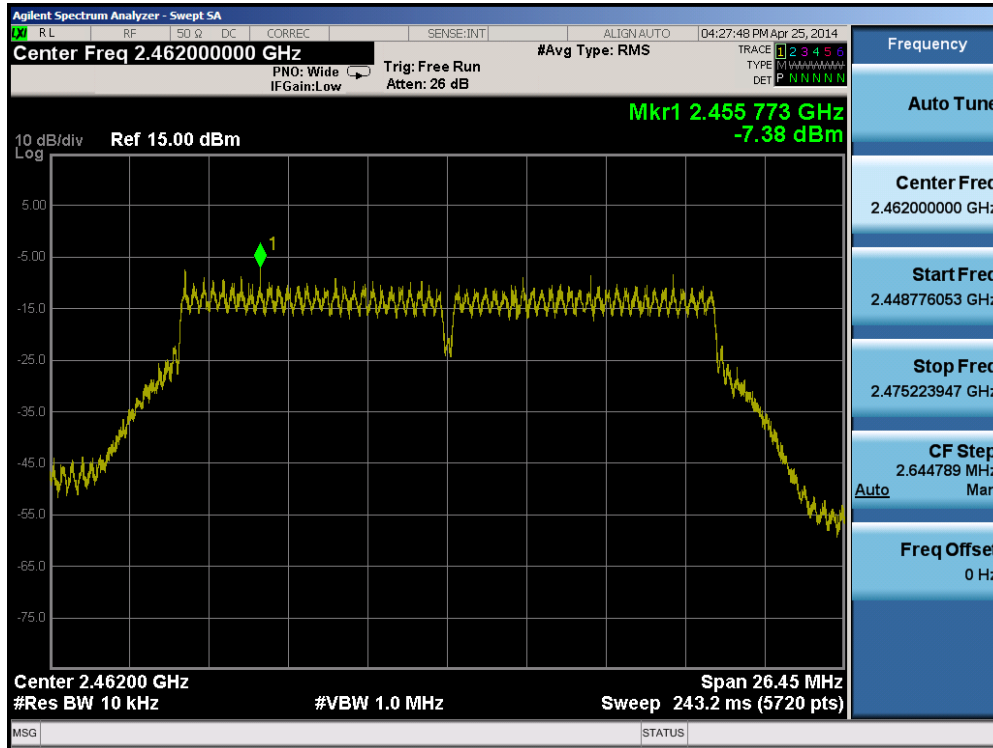 Agilent Spectrum Analyzer - Swept SA
LXI RL RF 50 Ω DC CORREC SENSE:INT ALIGN AUTO 04:27:48 PM Apr 25, 2014
Center Freq 2.462000000 GHz #Avg Type: RMS TRACE 1 2 3 4 5 6
PNO: Wide Trig: Free Run TYPE M WWWWW
IFGain:Low Atten: 26 dB DET P N N N N N
Mkr1 2.455 773 GHz
-7.38 dBm
10 dB/div Ref 15.00 dBm
Log
1
5.00
-5.00
-15.0
-25.0
-35.0
-45.0
-55.0
-65.0
-75.0
Center 2.46200 GHz Span 26.45 MHz
#Res BW 10 kHz #VBW 1.0 MHz Sweep 243.2 ms (5720 pts)
MSG STATUS
Frequency
Auto Tune
Center Freq
2.462000000 GHz
Start Freq
2.448776053 GHz
Stop Freq
2.475223947 GHz
CF Step
2.644789 MHz
Auto Man
Freq Offset
0 Hz